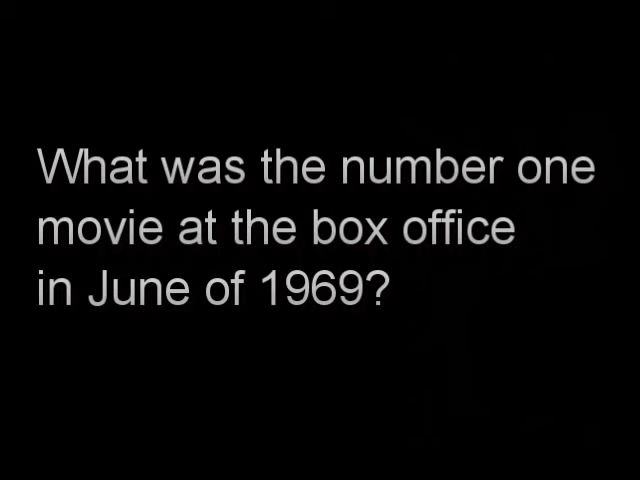 What was the number one
movie at the box office
in June of 1969?